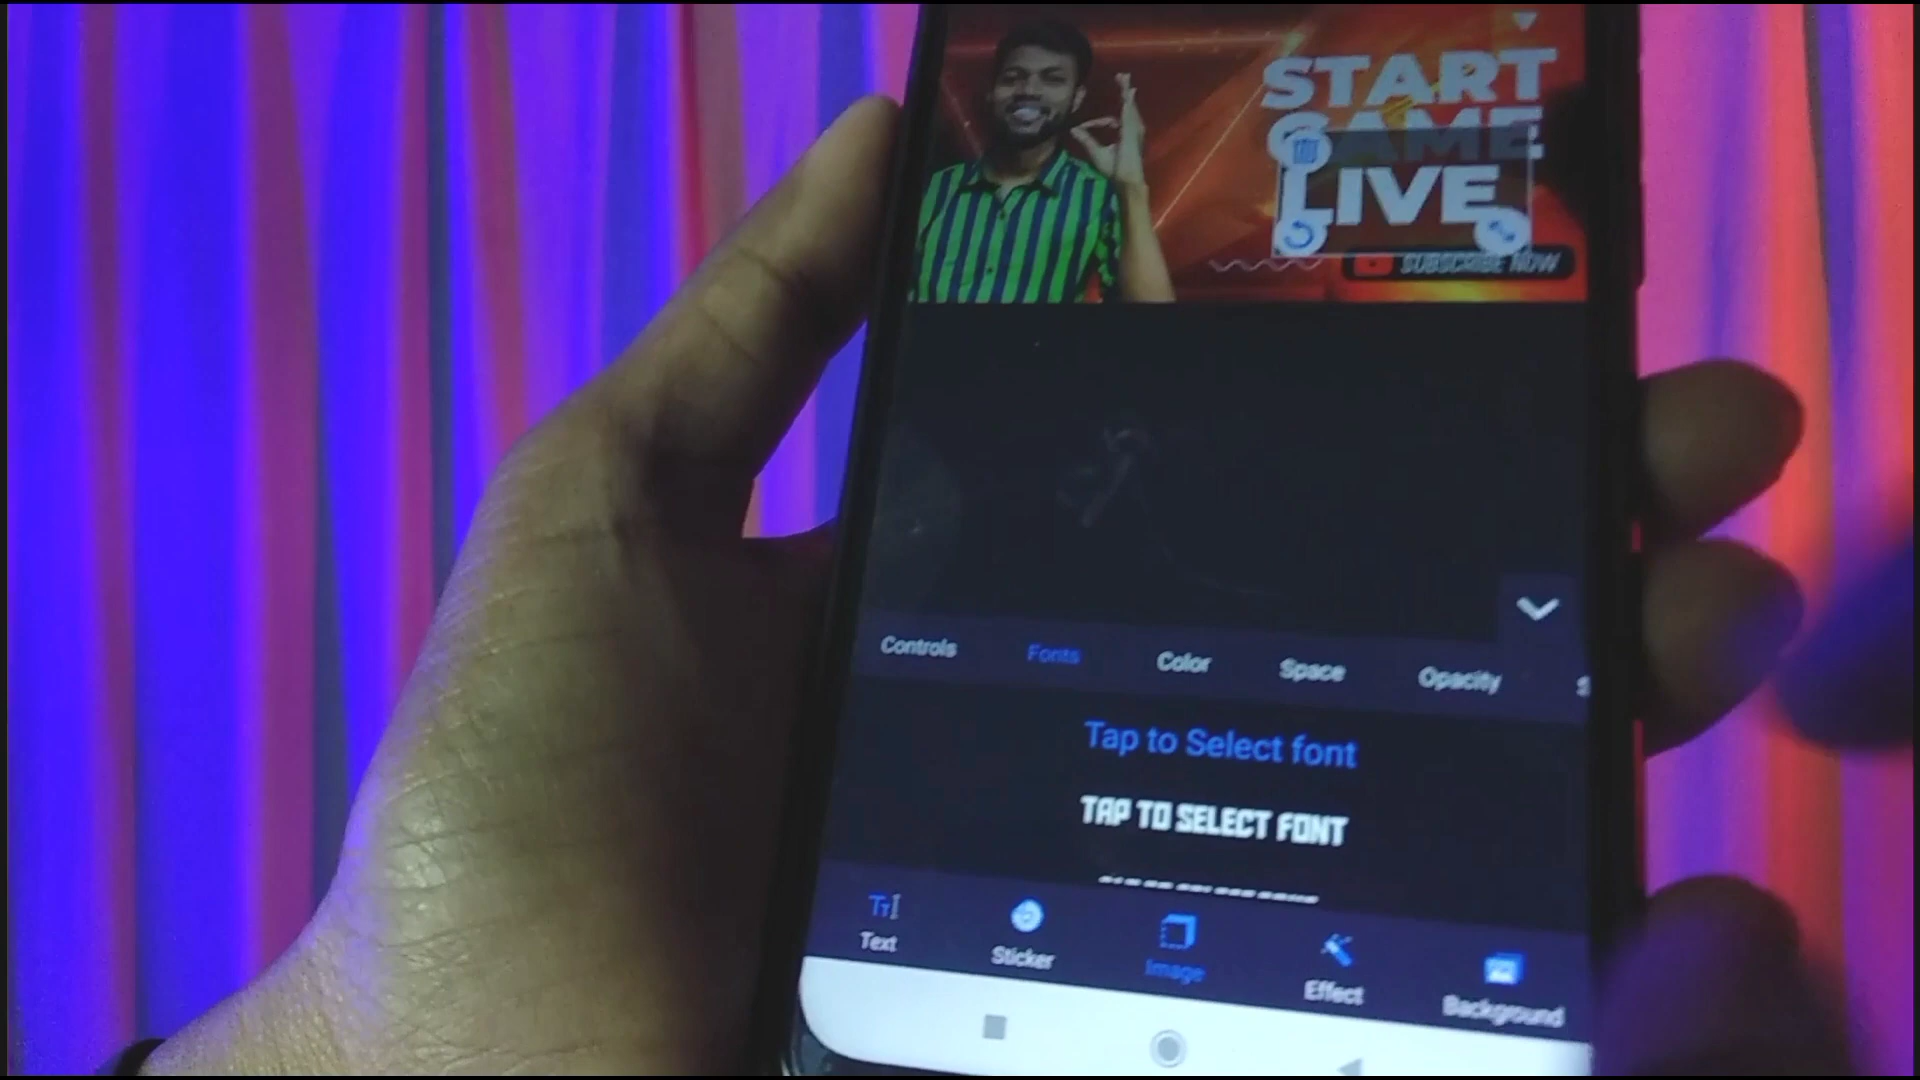 START
GAME
LIVE
SUBSCRIBE NOW
Controls Fonts Color Space Opacity
Tap to Select font
TAP TO SELECT FONT
Text Sticker Image Effect Background